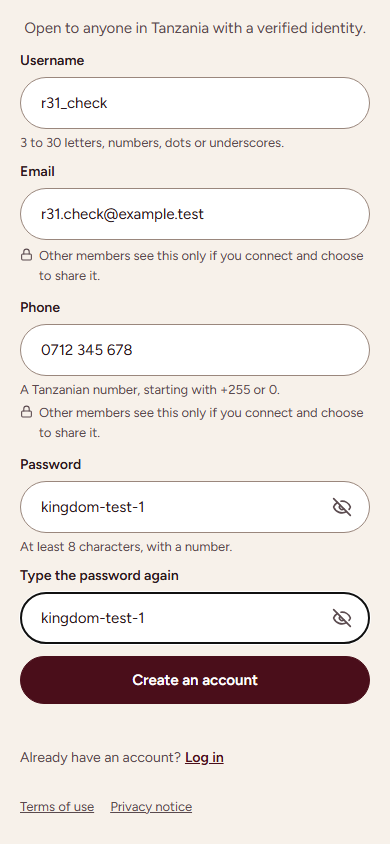 Open to anyone in Tanzania with a verified identity.
Username
r31_check
3 to 30 letters, numbers, dots or underscores.
Email
r31.check@example.test
Other members see this only if you connect and choose
to share it.
Phone
0712 345 678
A Tanzanian number, starting with +255 or 0.
Other members see this only if you connect and choose
to share it.
Password
kingdom-test-1
At least 8 characters, with a number.
Type the password again
kingdom-test-1
Create an account
Already have an account? Log in
Terms of use Privacy notice